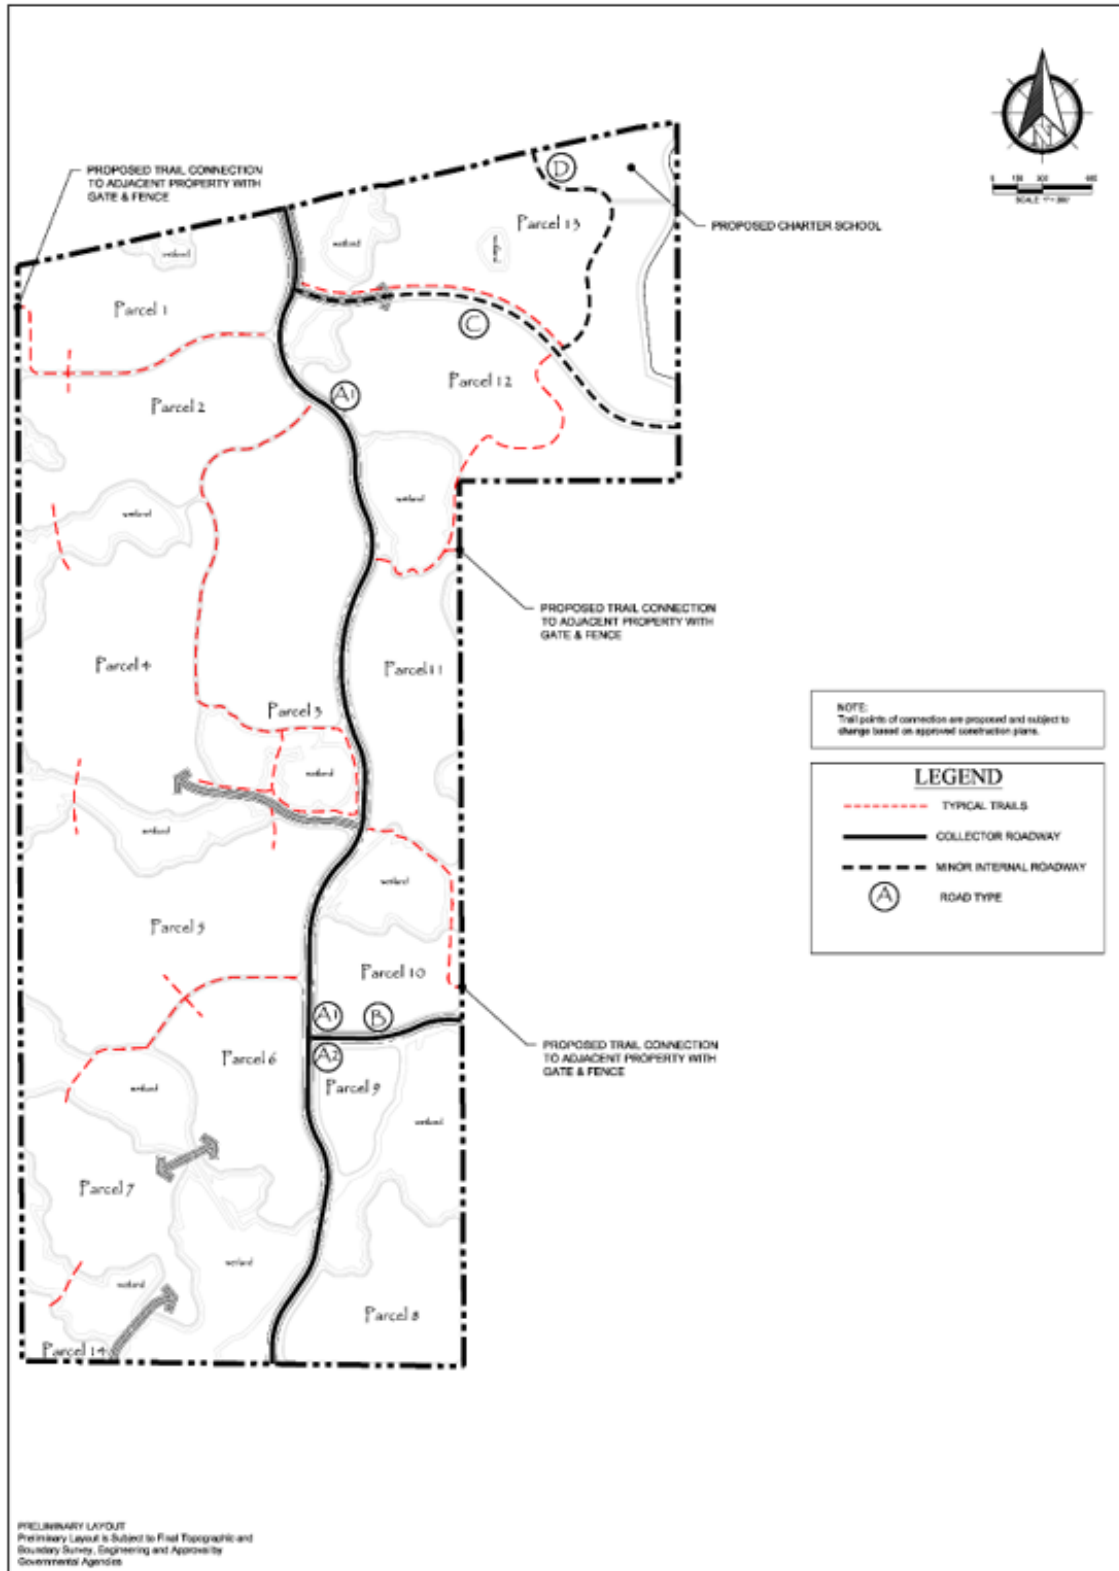 PROPOSED TRAIL CONNECTION
TO ADJACENT PROPERTY WITH
GATE & FENCE
N
D
PROPOSED CHARTER SCHOOL
Parcel 13
wetland
wetland
Parcel 1
C
Parcel 12
A1
Parcel 2
wetland
wetland
PROPOSED TRAIL CONNECTION
TO ADJACENT PROPERTY WITH
GATE & FENCE
Parcel 4
Parcel 11
Parcel 3
wetland
wetland
NOTE:
Trail points of connection are proposed and subject to
change based on approved construction plans.
LEGEND
TYPICAL TRAILS
COLLECTOR ROADWAY
MINOR INTERNAL ROADWAY
A ROAD TYPE
wetland
Parcel 5
Parcel 10
A1
B
A2
PROPOSED TRAIL CONNECTION
TO ADJACENT PROPERTY WITH
GATE & FENCE
Parcel 6
Parcel 9
wetland
wetland
Parcel 7
wetland
wetland
Parcel 8
Parcel 14
PRELIMINARY LAYOUT
Preliminary Layout is Subject to Final Topographic and
Boundary Survey, Engineering and Approval by
Governmental Agencies